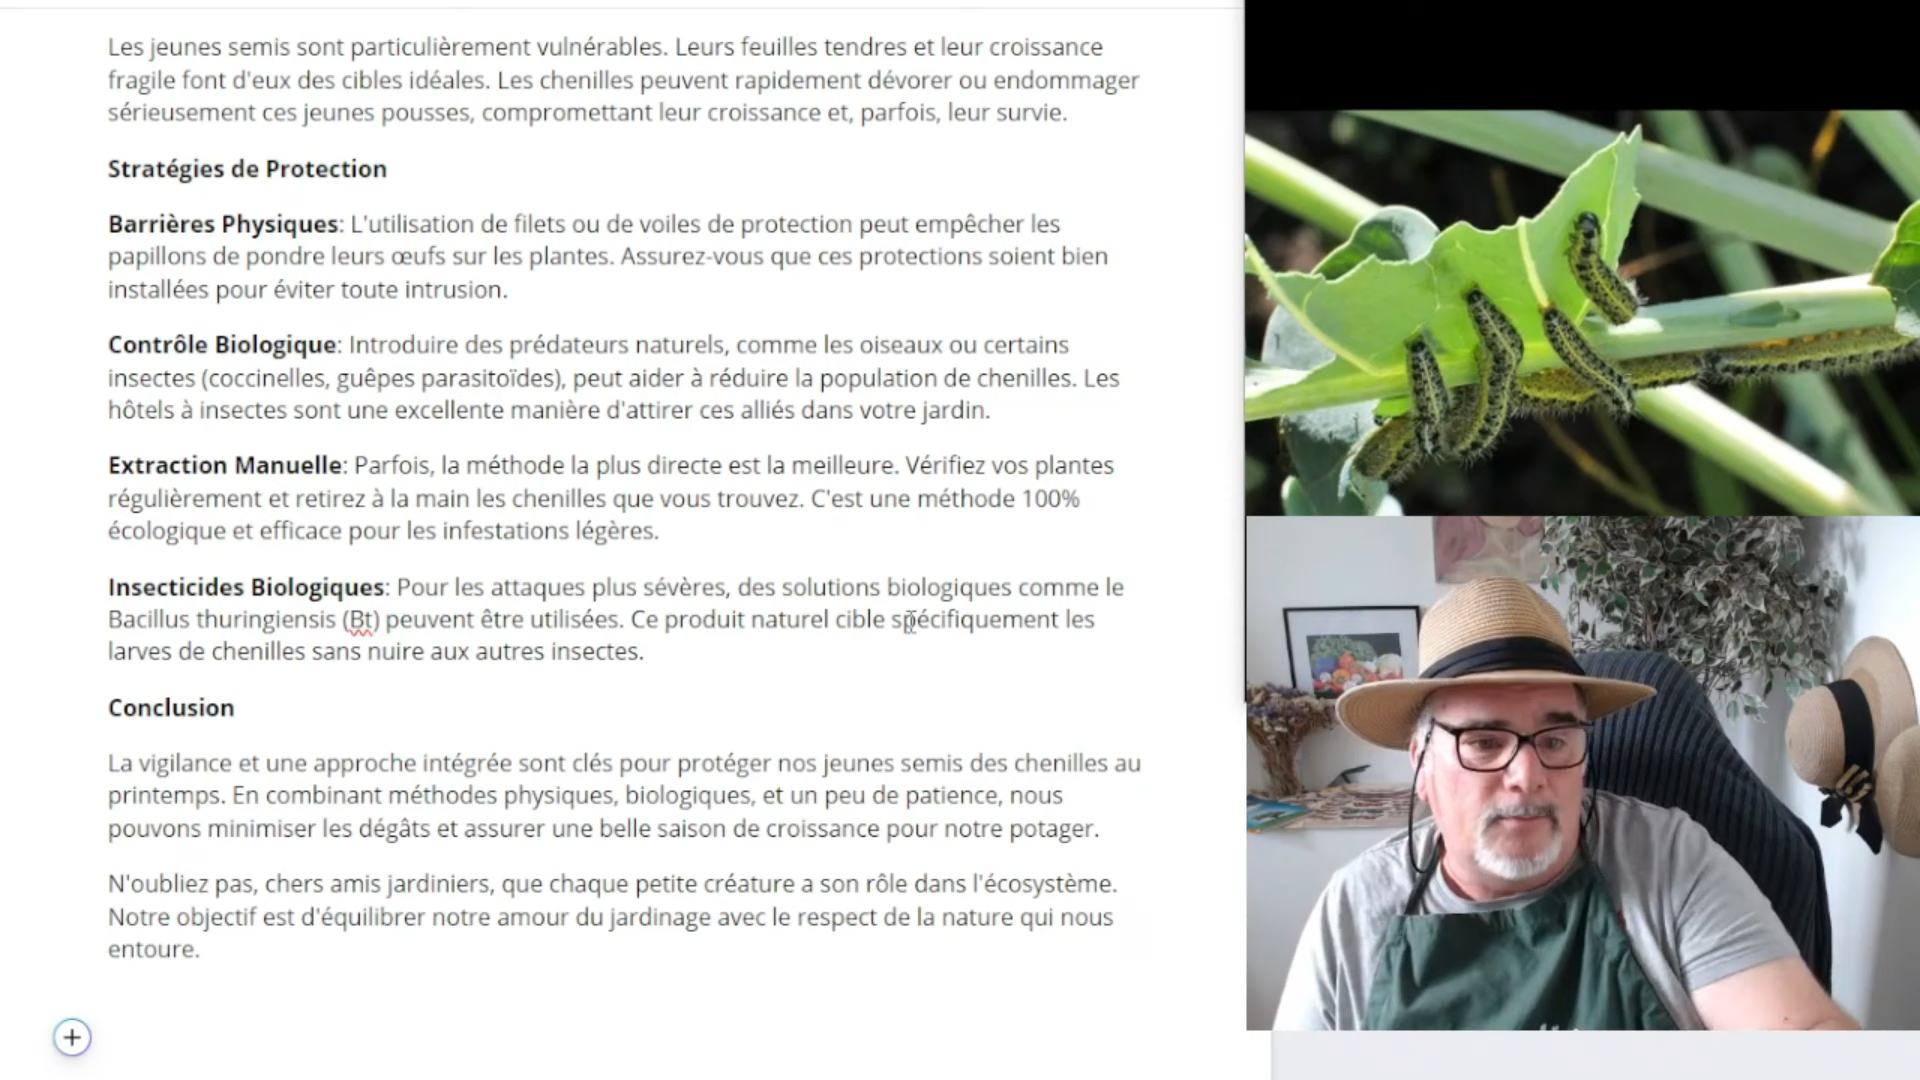 Les jeunes semis sont particulièrement vulnérables. Leurs feuilles tendres et leur croissance
fragile font d'eux des cibles idéales. Les chenilles peuvent rapidement dévorer ou endommager
sérieusement ces jeunes pousses, compromettant leur croissance et, parfois, leur survie.
Stratégies de Protection
Barrières Physiques: L'utilisation de filets ou de voiles de protection peut empêcher les
papillons de pondre leurs œufs sur les plantes. Assurez-vous que ces protections soient bien
installées pour éviter toute intrusion.
Contrôle Biologique: Introduire des prédateurs naturels, comme les oiseaux ou certains
insectes (coccinelles, guêpes parasitoïdes), peut aider à réduire la population de chenilles. Les
hôtels à insectes sont une excellente manière d'attirer ces alliés dans votre jardin.
Extraction Manuelle: Parfois, la méthode la plus directe est la meilleure. Vérifiez vos plantes
régulièrement et retirez à la main les chenilles que vous trouvez. C'est une méthode 100%
écologique et efficace pour les infestations légères.
Insecticides Biologiques: Pour les attaques plus sévères, des solutions biologiques comme le
Bacillus thuringiensis (Bt) peuvent être utilisées. Ce produit naturel cible spécifiquement les
larves de chenilles sans nuire aux autres insectes.
Conclusion
La vigilance et une approche intégrée sont clés pour protéger nos jeunes semis des chenilles au
printemps. En combinant méthodes physiques, biologiques, et un peu de patience, nous
pouvons minimiser les dégâts et assurer une belle saison de croissance pour notre potager.
N'oubliez pas, chers amis jardiniers, que chaque petite créature a son rôle dans l'écosystème.
Notre objectif est d'équilibrer notre amour du jardinage avec le respect de la nature qui nous
entoure.